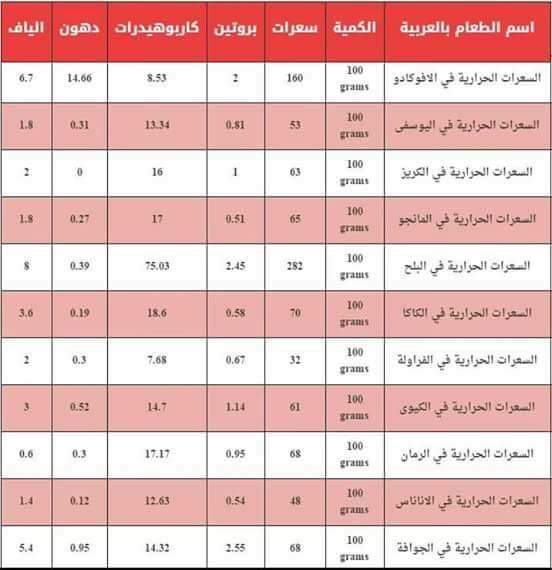 اسم الطعام بالعربية الكمية سعرات بروتين كاربوهيدرات دهون الياف
السعرات الحرارية في الافوكادو 100 grams 160 2 8.53 14.66 6.7
السعرات الحرارية في اليوسفى 100 grams 53 0.81 13.34 0.31 1.8
السعرات الحرارية في الكريز 100 grams 63 1 16 0 2
السعرات الحرارية في المانجو 100 grams 65 0.51 17 0.27 1.8
السعرات الحرارية في البلح 100 grams 282 2.45 75.03 0.39 8
السعرات الحرارية في الكاكا 100 grams 70 0.58 18.6 0.19 3.6
السعرات الحرارية في الفراولة 100 grams 32 0.67 7.68 0.3 2
السعرات الحرارية في الكيوى 100 grams 61 1.14 14.7 0.52 3
السعرات الحرارية في الرمان 100 grams 68 0.95 17.17 0.3 0.6
السعرات الحرارية في الاناناس 100 grams 48 0.54 12.63 0.12 1.4
السعرات الحرارية في الجوافة 100 grams 68 2.55 14.32 0.95 5.4